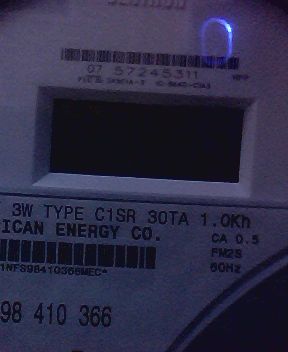 07 57245311
3W TYPE C1SR 30TA 1.0Kh
ICAN ENERGY CO.
CA 0.5
FM2S
60Hz
1NFS98410366MEC*
98 410 366